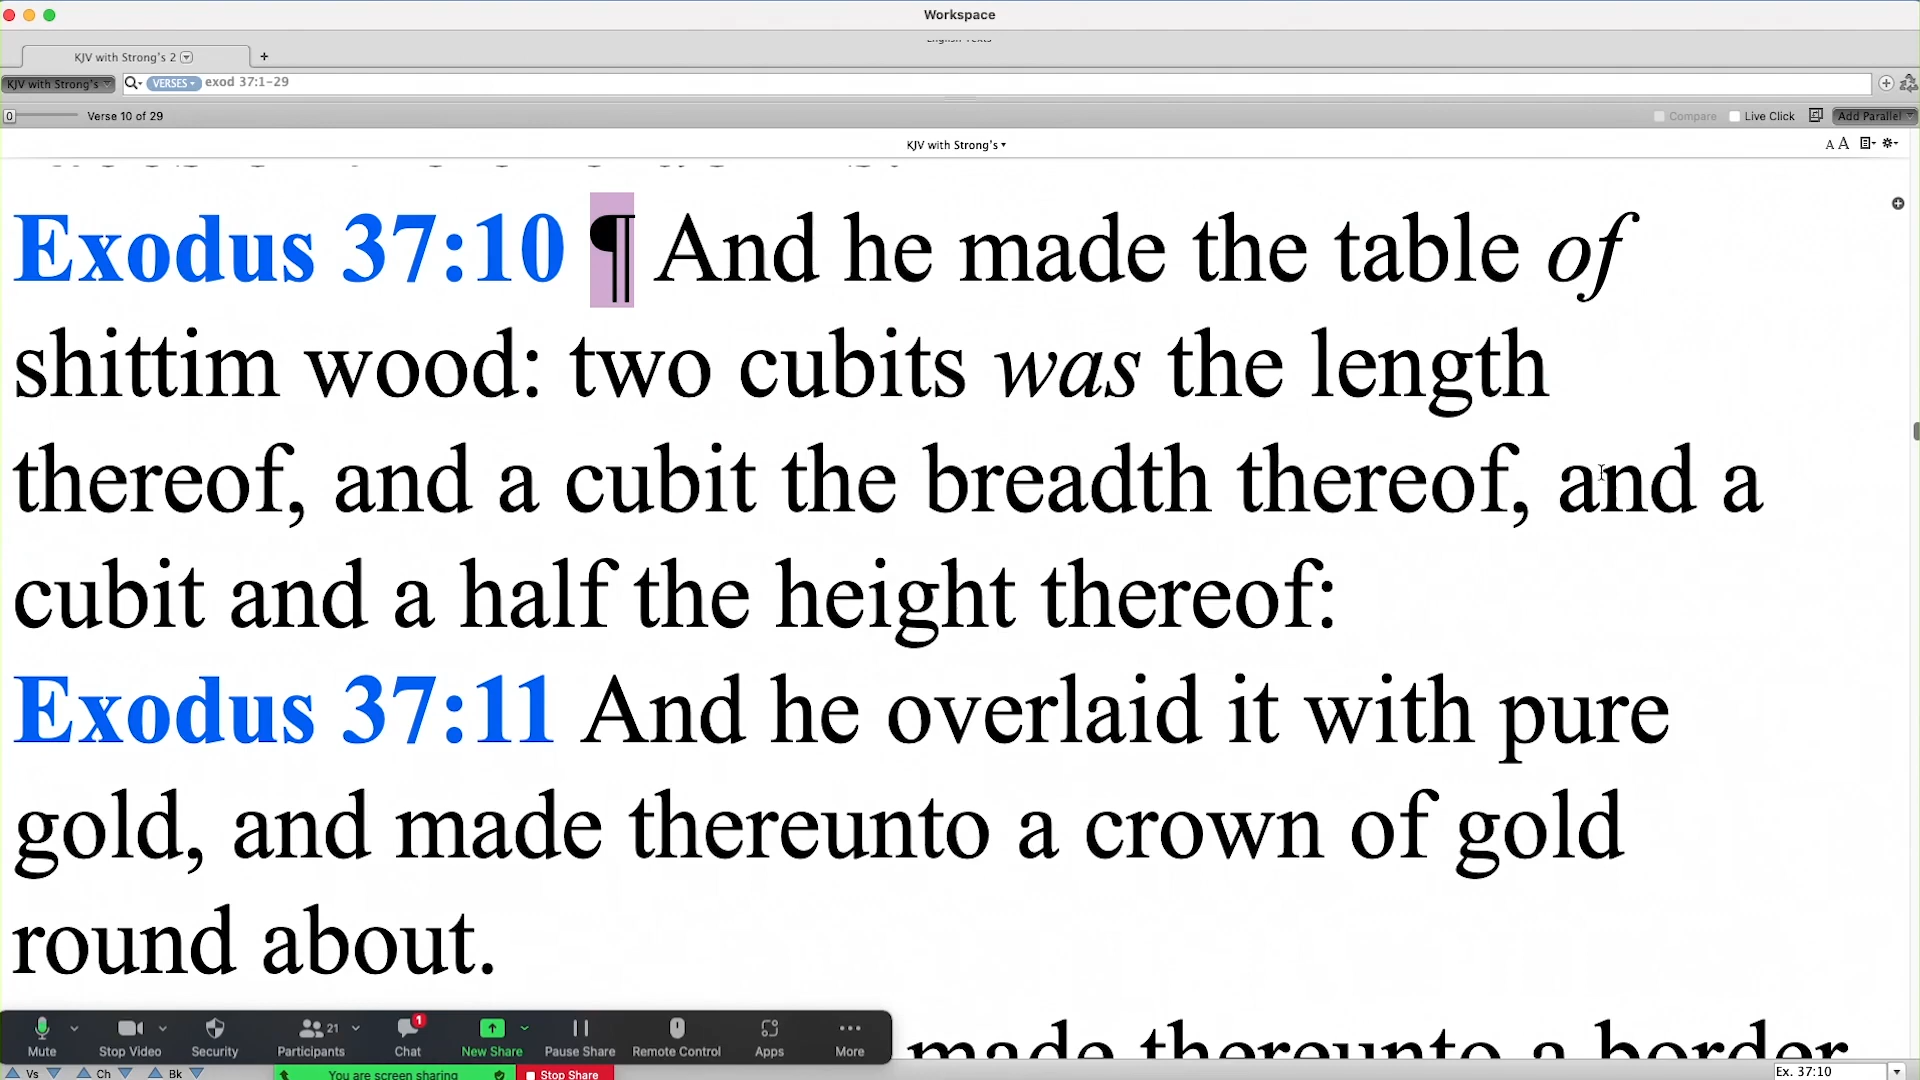 Workspace
English Texts
KJV with Strong's 2
+
KJV with Strong's VERSES exod 37:1-29
0 Verse 10 of 29 Compare Live Click Add Parallel
KJV with Strong's A A
Exodus 37:10 ¶ And he made the table of
shittim wood: two cubits was the length
thereof, and a cubit the breadth thereof, and a
cubit and a half the height thereof:
Exodus 37:11 And he overlaid it with pure
gold, and made thereunto a crown of gold
round about.
made thereunto a border
21 1
Mute Stop Video Security Participants Chat New Share Pause Share Remote Control Apps More
Vs Ch Bk You are screen sharing Stop Share Ex. 37:10